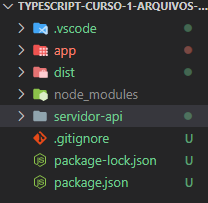 TYPESCRIPT-CURSO-1-ARQUIVOS-...
.vscode
app
dist
node_modules
servidor-api
.gitignore
package-lock.json U
package.json U